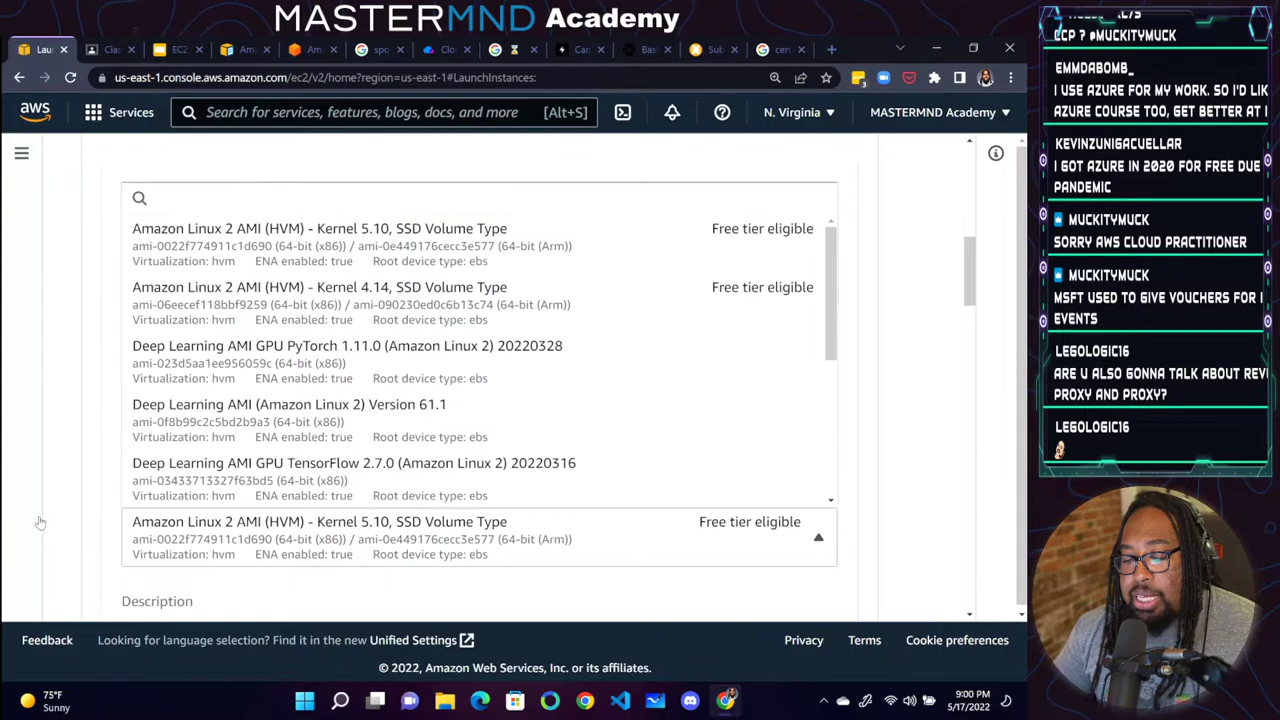 MASTERMND Academy
Lau
Clas
EC2
Ama
Am
spo
Clo
Can
Bas
Sub
cert
us-east-1.console.aws.amazon.com/ec2/v2/home?region=us-east-1#LaunchInstances:
aws
Services
Search for services, features, blogs, docs, and more
[Alt+S]
N. Virginia
MASTERMND Academy
Amazon Linux 2 AMI (HVM) - Kernel 5.10, SSD Volume Type
Free tier eligible
ami-0022f774911c1d690 (64-bit (x86)) / ami-0e449176cecc3e577 (64-bit (Arm))
Virtualization: hvm ENA enabled: true Root device type: ebs
Amazon Linux 2 AMI (HVM) - Kernel 4.14, SSD Volume Type
Free tier eligible
ami-06eecef118bbf9259 (64-bit (x86)) / ami-090230ed0c6b13c74 (64-bit (Arm))
Virtualization: hvm ENA enabled: true Root device type: ebs
Deep Learning AMI GPU PyTorch 1.11.0 (Amazon Linux 2) 20220328
ami-023d5aa1ee956059c (64-bit (x86))
Virtualization: hvm ENA enabled: true Root device type: ebs
Deep Learning AMI (Amazon Linux 2) Version 61.1
ami-0f8b99c2c5bd2b9a3 (64-bit (x86))
Virtualization: hvm ENA enabled: true Root device type: ebs
Deep Learning AMI GPU TensorFlow 2.7.0 (Amazon Linux 2) 20220316
ami-03433713327f63bd5 (64-bit (x86))
Virtualization: hvm ENA enabled: true Root device type: ebs
Amazon Linux 2 AMI (HVM) - Kernel 5.10, SSD Volume Type
Free tier eligible
ami-0022f774911c1d690 (64-bit (x86)) / ami-0e449176cecc3e577 (64-bit (Arm))
Virtualization: hvm ENA enabled: true Root device type: ebs
Description
Feedback
Looking for language selection? Find it in the new Unified Settings
Privacy
Terms
Cookie preferences
© 2022, Amazon Web Services, Inc. or its affiliates.
75°F
Sunny
9:00 PM
5/17/2022
CCP ? @MUCKITYMUCK
EMMDABOMB_
I USE AZURE FOR MY WORK. SO I'D LIK
AZURE COURSE TOO, GET BETTER AT
KEVINZUNIGACUELLAR
I GOT AZURE IN 2020 FOR FREE DUE
PANDEMIC
MUCKITYMUCK
SORRY AWS CLOUD PRACTITIONER
MUCKITYMUCK
MSFT USED TO GIVE VOUCHERS FOR
EVENTS
LEGOLOGIC16
ARE U ALSO GONNA TALK ABOUT REV
PROXY AND PROXY?
LEGOLOGIC16